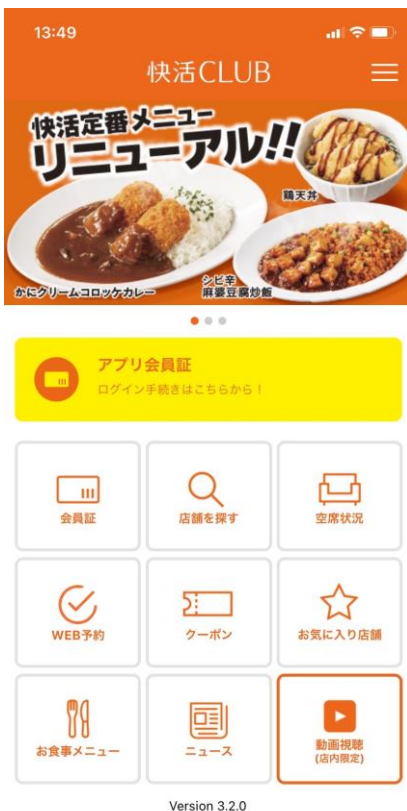 13:49
快活CLUB
快活定番メニュー
リニューアル!!
鶏天丼
かにクリームコロッケカレー
シビ辛
麻婆豆腐炒飯
アプリ会員証
ログイン手続きはこちらから！
会員証
店舗を探す
空席状況
WEB予約
クーポン
お気に入り店舗
お食事メニュー
ニュース
動画視聴
(店内限定)
Version 3.2.0